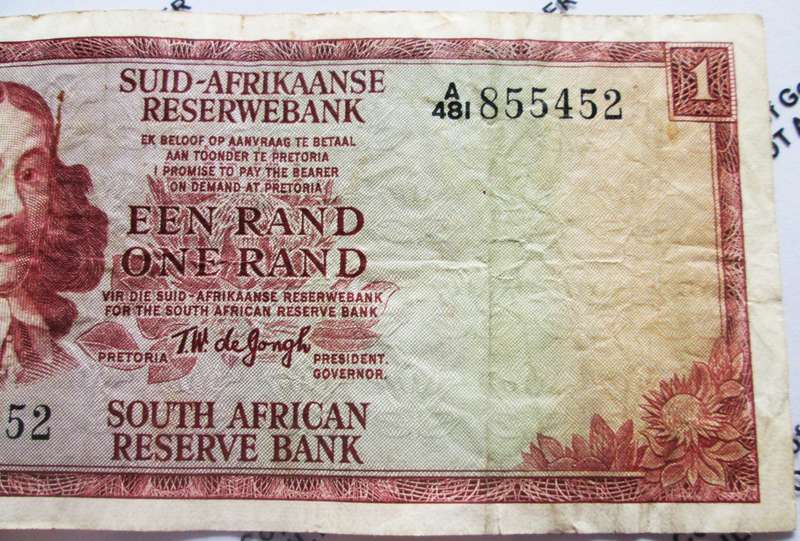 SUID-AFRIKAANSE
RESERWEBANK
A
481 855452
1
EK BELOOF OP AANVRAAG TE BETAAL
AAN TOONDER TE PRETORIA
I PROMISE TO PAY THE BEARER
ON DEMAND AT PRETORIA
EEN RAND
ONE RAND
VIR DIE SUID-AFRIKAANSE RESERWEBANK
FOR THE SOUTH AFRICAN RESERVE BANK
PRETORIA T.W. de Jongh PRESIDENT.
GOVERNOR.
52
SOUTH AFRICAN
RESERVE BANK